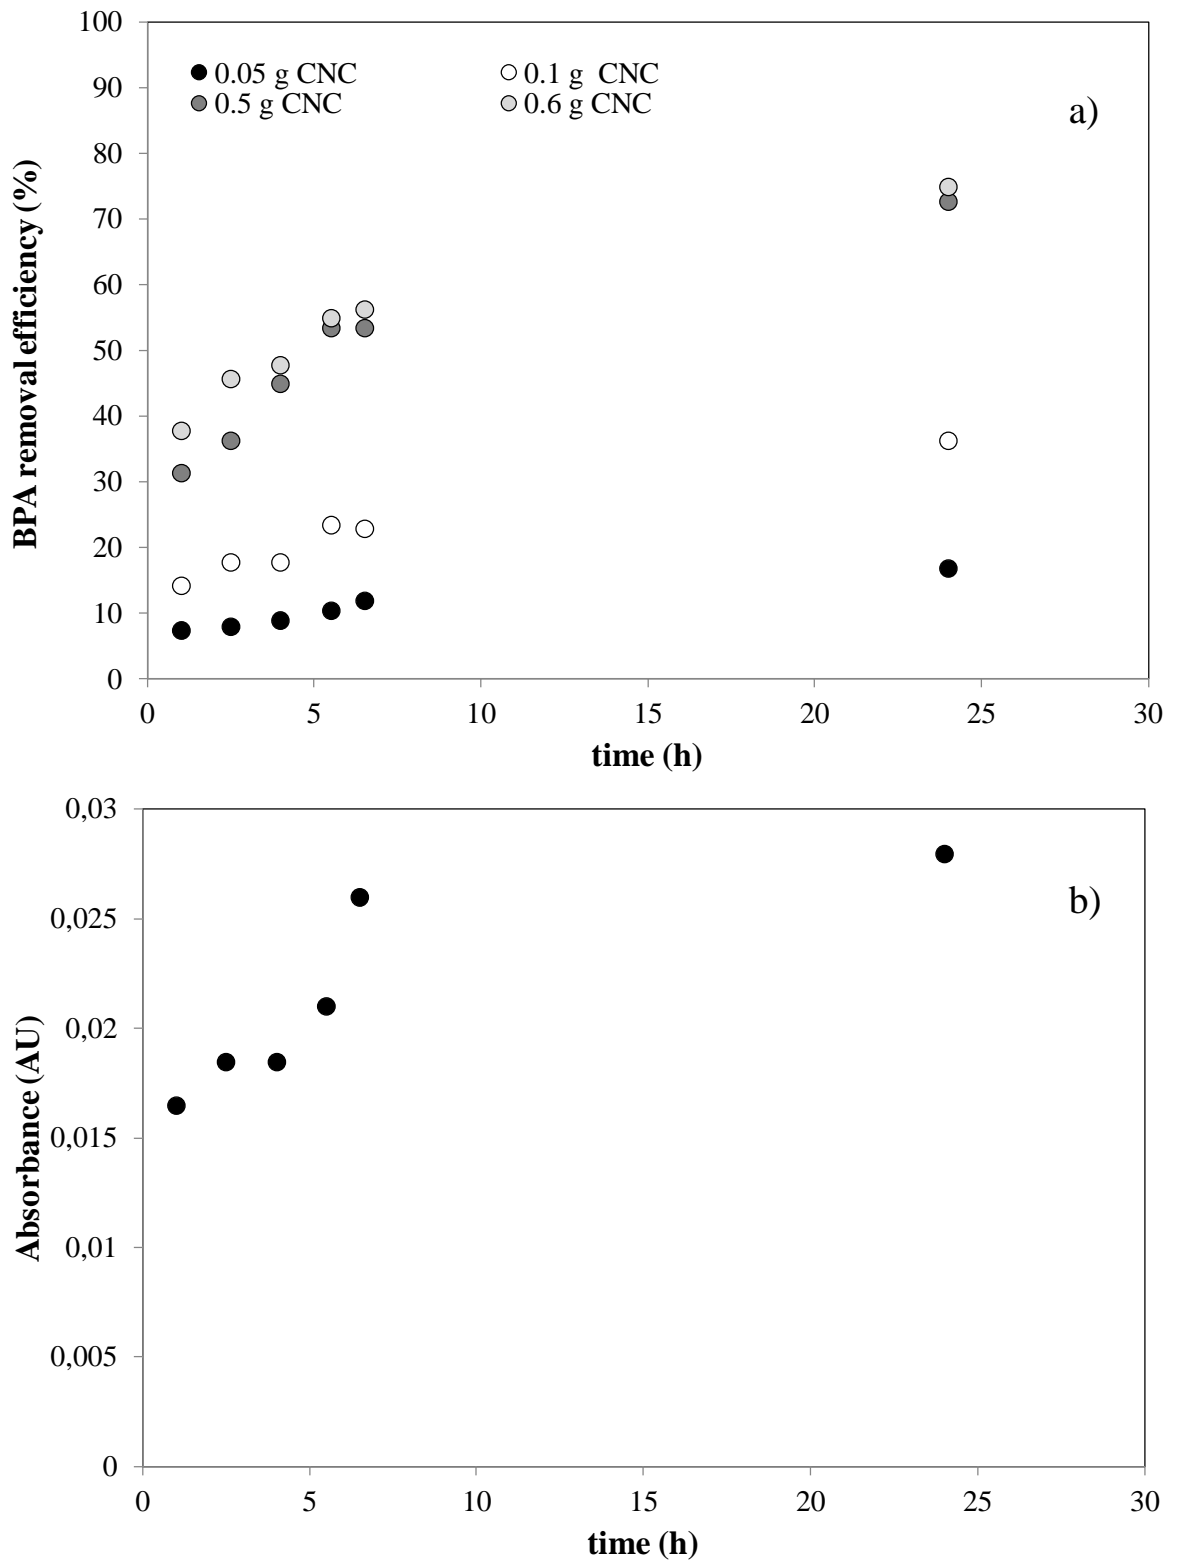 100
0.05 g CNC
0.1 g CNC
90
0.5 g CNC
0.6 g CNC
a)
80
70
60
50
40
30
20
10
0
BPA removal efficiency (%)
0 5 10 15 20 25 30
time (h)
0,03
b)
0,025
0,02
0,015
0,01
0,005
0
Absorbance (AU)
0 5 10 15 20 25 30
time (h)